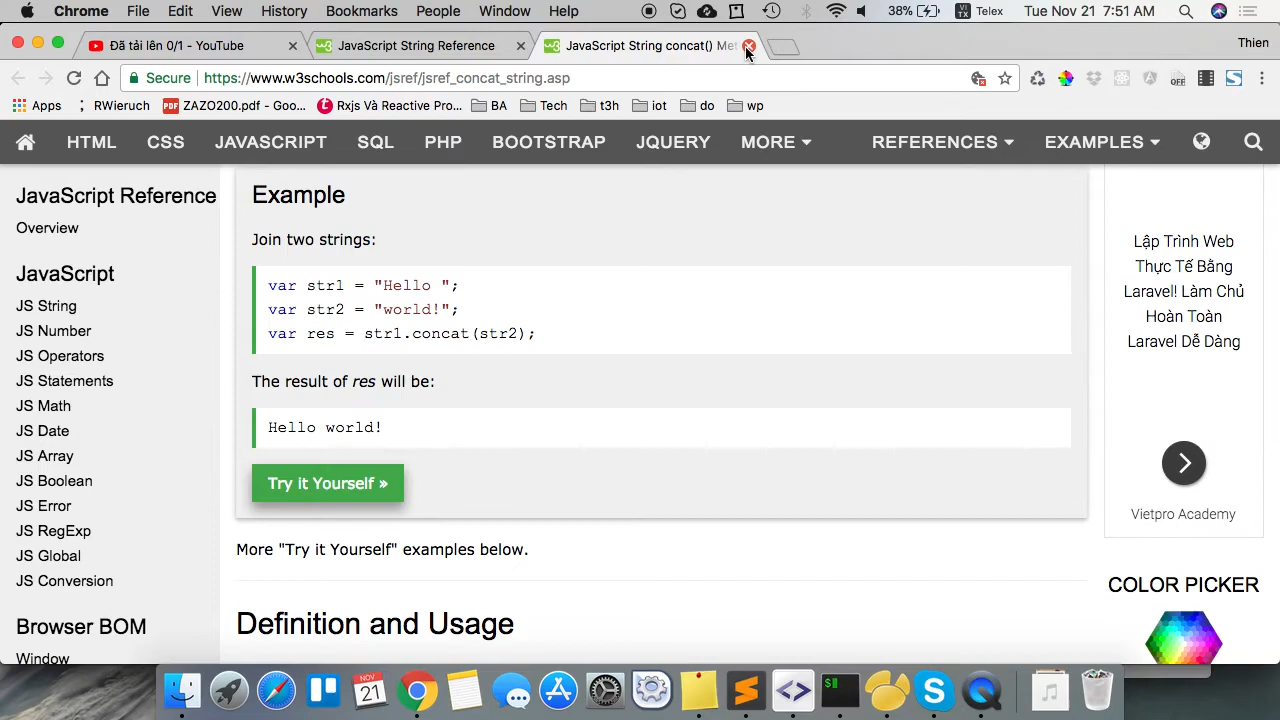 Chrome File Edit View History Bookmarks People Window Help 38% VI TX Telex Tue Nov 21 7:51 AM
Đã tải lên 0/1 - YouTube
JavaScript String Reference
JavaScript String concat() Met
Thien
Secure https://www.w3schools.com/jsref/jsref_concat_string.asp
OFF
Apps RWieruch ZAZO200.pdf - Goo... Rxjs Và Reactive Pro... BA Tech t3h iot do wp
HTML CSS JAVASCRIPT SQL PHP BOOTSTRAP JQUERY MORE REFERENCES EXAMPLES
JavaScript Reference
Overview
JavaScript
JS String
JS Number
JS Operators
JS Statements
JS Math
JS Date
JS Array
JS Boolean
JS Error
JS RegExp
JS Global
JS Conversion
Browser BOM
Window
Example
Join two strings:
var str1 = "Hello ";
var str2 = "world!";
var res = str1.concat(str2);
The result of res will be:
Hello world!
Try it Yourself »
More "Try it Yourself" examples below.
Definition and Usage
Lập Trình Web
Thực Tế Bằng
Laravel! Làm Chủ
Hoàn Toàn
Laravel Dễ Dàng
Vietpro Academy
COLOR PICKER
NOV
21